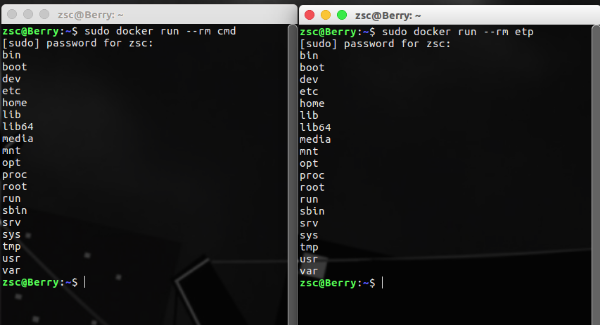 zsc@Berry: ~
zsc@Berry:~$ sudo docker run --rm cmd
[sudo] password for zsc:
bin
boot
dev
etc
home
lib
lib64
media
mnt
opt
proc
root
run
sbin
srv
sys
tmp
usr
var
zsc@Berry:~$
zsc@Berry: ~
zsc@Berry:~$ sudo docker run --rm etp
[sudo] password for zsc:
bin
boot
dev
etc
home
lib
lib64
media
mnt
opt
proc
root
run
sbin
srv
sys
tmp
usr
var
zsc@Berry:~$